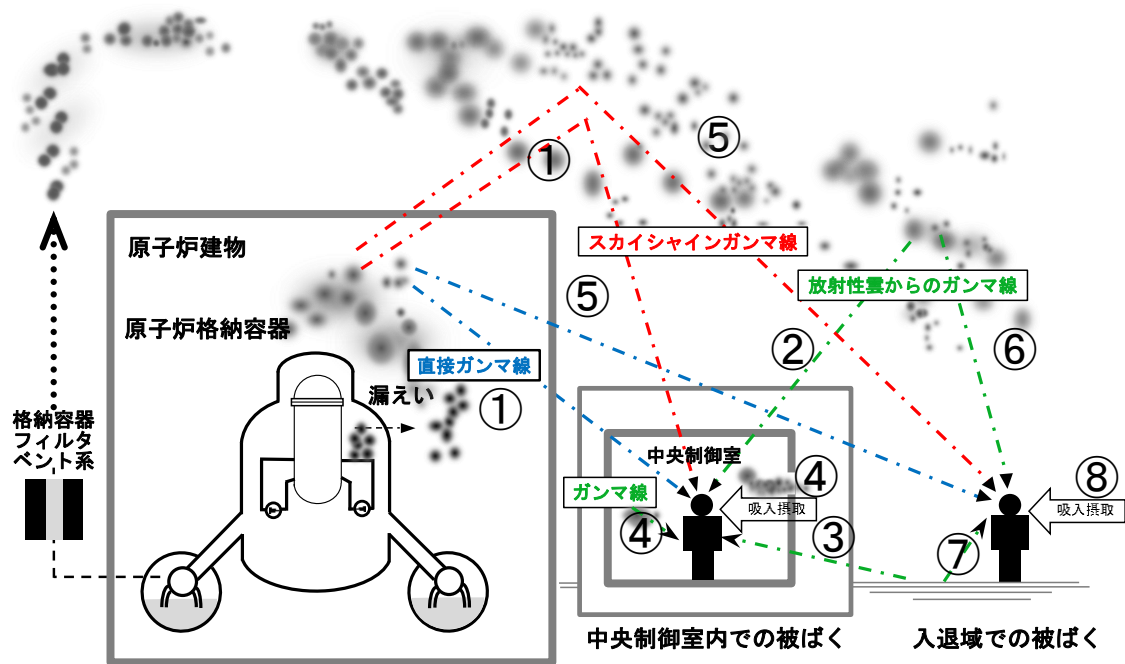 ①
⑤
原子炉建物
スカイシャインガンマ線
放射性雲からのガンマ線
⑤
原子炉格納容器
②
⑥
直接ガンマ線
漏えい
①
格納容器
フィルタ
ベント系
中央制御室
④
⑧
ガンマ線
吸入摂取
吸入摂取
④
③
⑦
中央制御室内での被ばく
入退域での被ばく